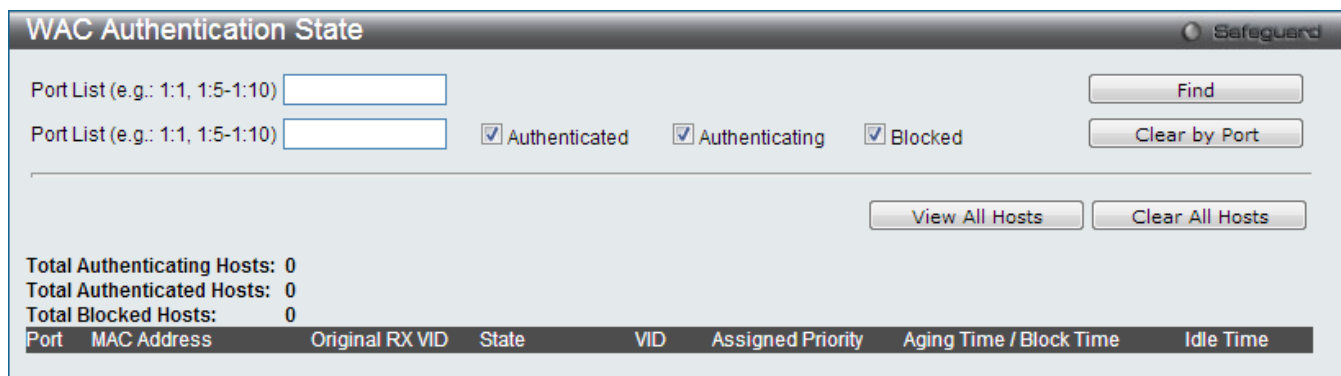 WAC Authentication State Safeguard
Port List (e.g.: 1:1, 1:5-1:10) Find
Port List (e.g.: 1:1, 1:5-1:10) Authenticated Authenticating Blocked Clear by Port
View All Hosts Clear All Hosts
Total Authenticating Hosts: 0
Total Authenticated Hosts: 0
Total Blocked Hosts: 0
Port MAC Address Original RX VID State VID Assigned Priority Aging Time / Block Time Idle Time